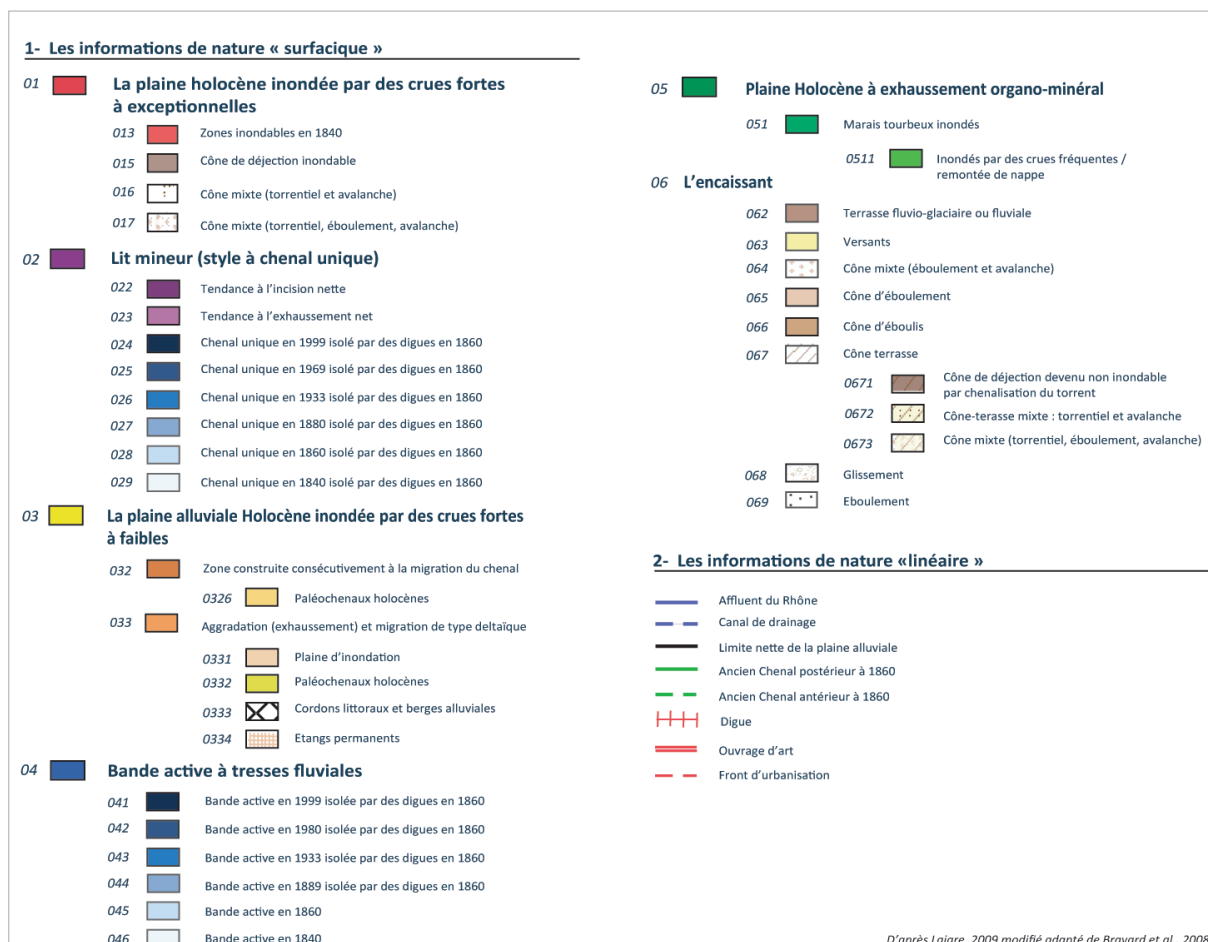 1- Les informations de nature « surfacique »
01 La plaine holocène inondée par des crues fortes
à exceptionnelles
013 Zones inondables en 1840
015 Cône de déjection inondable
016 Cône mixte (torrentiel et avalanche)
017 Cône mixte (torrentiel, éboulement, avalanche)
02 Lit mineur (style à chenal unique)
022 Tendance à l'incision nette
023 Tendance à l'exhaussement net
024 Chenal unique en 1999 isolé par des digues en 1860
025 Chenal unique en 1969 isolé par des digues en 1860
026 Chenal unique en 1933 isolé par des digues en 1860
027 Chenal unique en 1880 isolé par des digues en 1860
028 Chenal unique en 1860 isolé par des digues en 1860
029 Chenal unique en 1840 isolé par des digues en 1860
03 La plaine alluviale Holocène inondée par des crues fortes
à faibles
032 Zone construite consécutivement à la migration du chenal
0326 Paléochenaux holocènes
033 Aggradation (exhaussement) et migration de type deltaïque
0331 Plaine d'inondation
0332 Paléochenaux holocènes
0333 Cordons littoraux et berges alluviales
0334 Etangs permanents
04 Bande active à tresses fluviales
041 Bande active en 1999 isolée par des digues en 1860
042 Bande active en 1980 isolée par des digues en 1860
043 Bande active en 1933 isolée par des digues en 1860
044 Bande active en 1889 isolée par des digues en 1860
045 Bande active en 1860
046 Bande active en 1840
05 Plaine Holocène à exhaussement organo-minéral
051 Marais tourbeux inondés
0511 Inondés par des crues fréquentes /
remontée de nappe
06 L'encaissant
062 Terrasse fluvio-glaciaire ou fluviale
063 Versants
064 Cône mixte (éboulement et avalanche)
065 Cône d'éboulement
066 Cône d'éboulis
067 Cône terrasse
0671 Cône de déjection devenu non inondable
par chenalisation du torrent
0672 Cône-terasse mixte : torrentiel et avalanche
0673 Cône mixte (torrentiel, éboulement, avalanche)
068 Glissement
069 Eboulement
2- Les informations de nature «linéaire »
Affluent du Rhône
Canal de drainage
Limite nette de la plaine alluviale
Ancien Chenal postérieur à 1860
Ancien Chenal antérieur à 1860
Digue
Ouvrage d'art
Front d'urbanisation
D'après Laigre, 2009 modifié adapté de Bravard et al., 2008